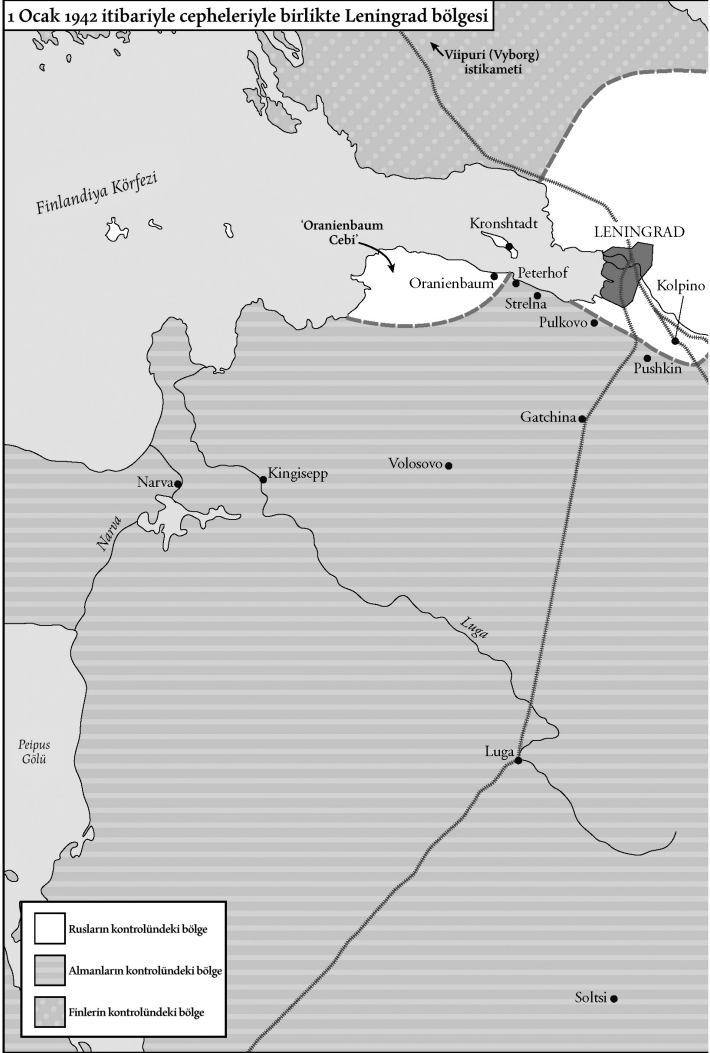 1 Ocak 1942 itibariyle cepheleriyle birlikte Leningrad bölgesi
Viipuri (Vyborg)
istikameti
Finlandiya Körfezi
'Oranienbaum
Cebi'
Kronshtadt
LENINGRAD
Oranienbaum
Peterhof
Kolpino
Strelna
Pulkovo
Pushkin
Gatchina
Volosovo
Kingisepp
Narva
Narva
Luga
Peipus
Gölü
Luga
Rusların kontrolündeki bölge
Almanların kontrolündeki bölge
Finlerin kontrolündeki bölge
Soltsi